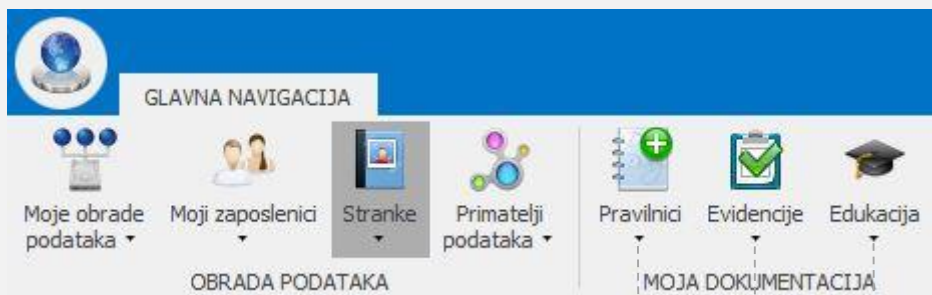 GLAVNA NAVIGACIJA
Moje obrade
podataka
Moji zaposlenici
Stranke
Primatelji
podataka
Pravilnici
Evidencije
Edukacija
OBRADA PODATAKA
MOJA DOKUMENTACIJA